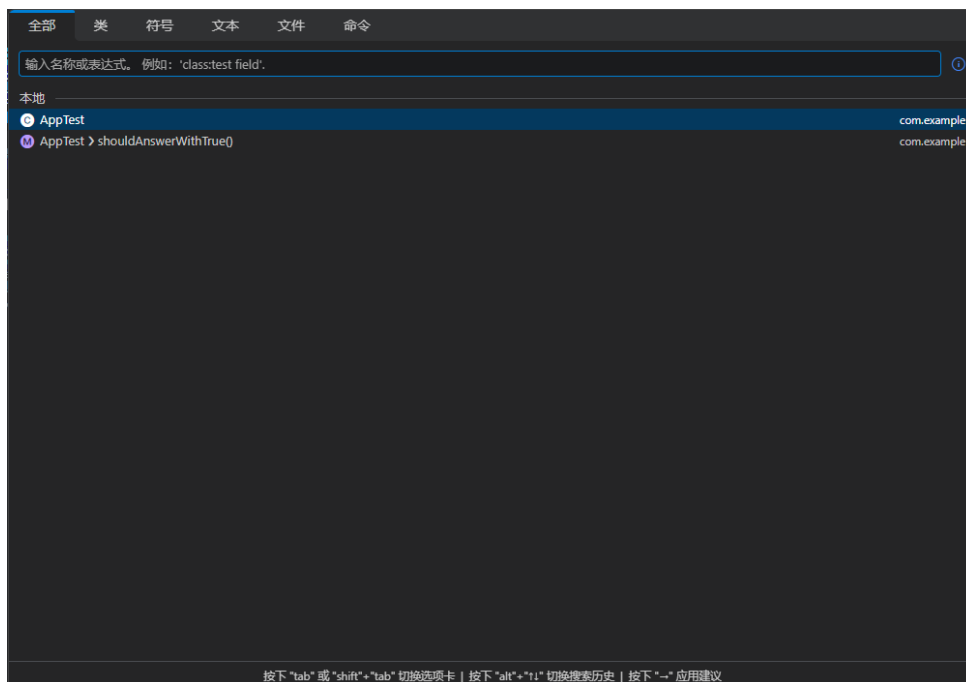 全部 类 符号 文本 文件 命令
输入名称或表达式。 例如：'class:test field'.
本地
C AppTest com.example
M AppTest ❯ shouldAnswerWithTrue() com.example
按下 "tab" 或 "shift"+"tab" 切换选项卡 | 按下 "alt"+"↑↓" 切换搜索历史 | 按下 "→" 应用建议